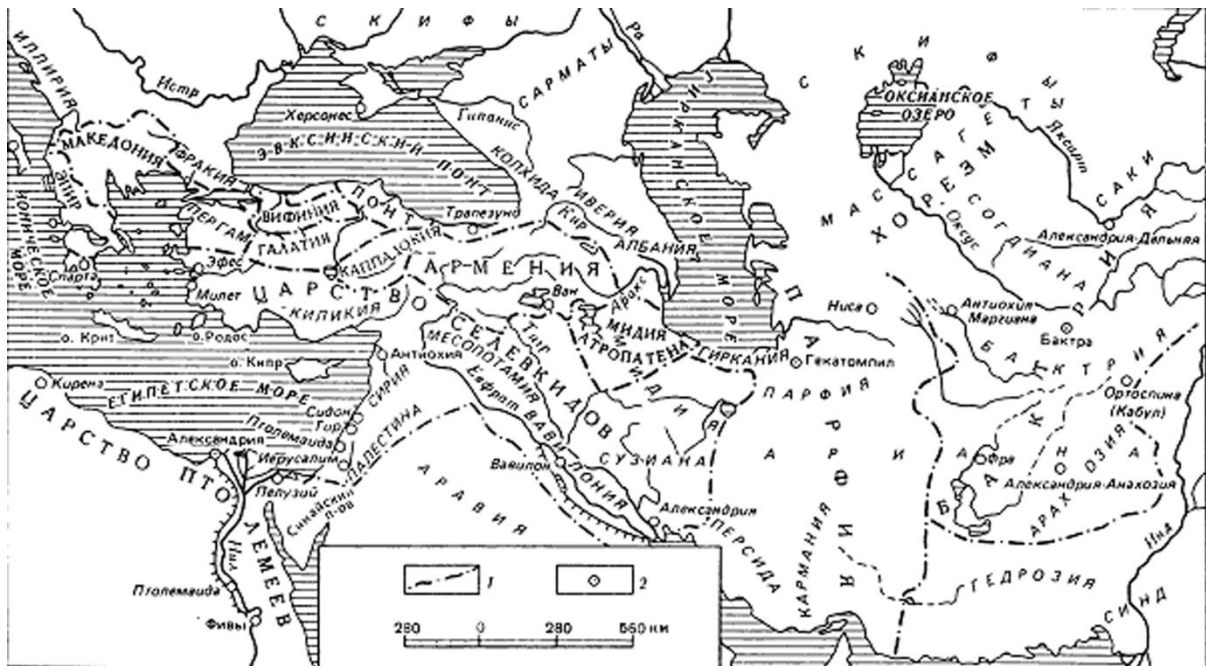 СКИФЫ
Ра
СКИФЫ
ИЛЛИРИЯ
Истр
САРМАТЫ
Херсонес
Гипанис
ОКСИАНСКОЕ
ОЗЕРО
МАССАГЕТЫ
Яксарт
САКИ
ЭВКСИНСКИЙ ПОНТ
МАКЕДОНИЯ
ФРАКИЯ
ЭПИР
КОЛХИДА
ИВЕРИЯ
АЛБАНИЯ
ГИРКАНСКОЕ МОРЕ
ХОРЕЗМ
СОГДИАНА
Оксус
Александрия-Дальняя
ИОНИЧЕСКОЕ
МОРЕ
ПЕРГАМ
ВИФИНИЯ
ПОНТ
ГАЛАТИЯ
Трапезунд
Кир
КАППАДОКИЯ
АРМЕНИЯ
Эфес
Спарта
Милет
ЦАРСТВО СЕЛЕВКИДОВ
КИЛИКИЯ
Ван
Аракс
Ниса
Антиохия
Маргиана
Бактра
БАКТРИЯ
о. Крит
о. Родос
о. Кипр
Антиохия
МЕСОПОТАМИЯ
Тигр
МИДИЯ
АТРОПАТЕНА
ГИРКАНИЯ
Гекатомпил
МИДИЯ
ПАРФИЯ
Ортоспина
(Кабул)
Кирена
ЕГИПЕТСКОЕ МОРЕ
СИРИЯ
Сидон
Тир
Птолемаида
Евфрат
ВАВИЛОНИЯ
ПАЛЕСТИНА
ЦАРСТВО ПТОЛЕМЕЕВ
Александрия
Иерусалим
Пелузий
Синайский
п-ов
АРАВИЯ
Вавилон
СУЗИАНА
АРИАНА
ПАРФИЯ
Фра
Александрия-Анахозия
АРАХОЗИЯ
БАКТРИЯ
Александрия
ПЕРСИДА
КАРМАНИЯ
ГЕДРОЗИЯ
Инд
СИНД
Нил
Птолемаида
Фивы
1
2
280 0 280 560 км